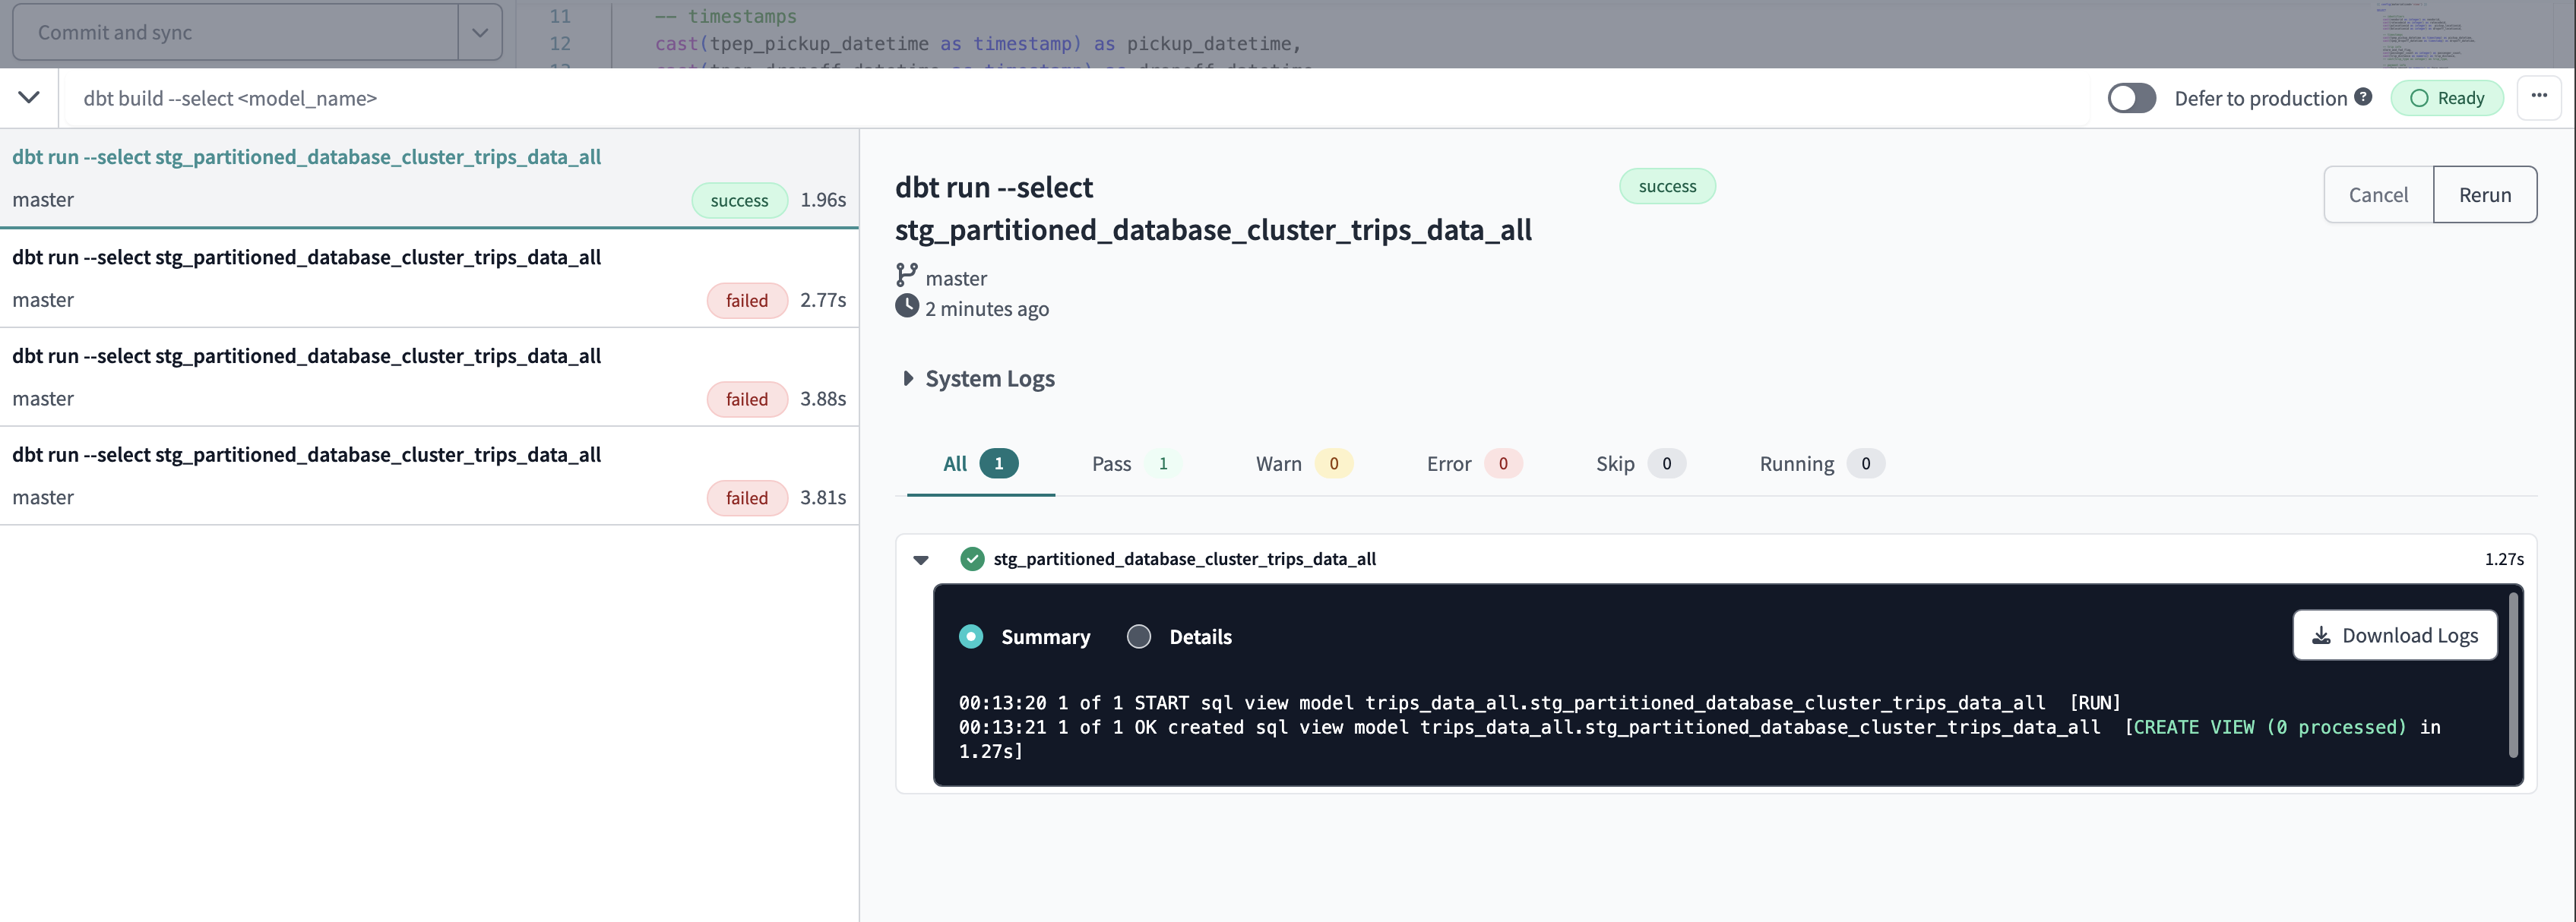 Commit and sync
11 -- timestamps
12 cast(tpep_pickup_datetime as timestamp) as pickup_datetime,
dbt build --select <model_name>
Defer to production ?
Ready
...
dbt run --select stg_partitioned_database_cluster_trips_data_all
master success 1.96s
dbt run --select stg_partitioned_database_cluster_trips_data_all
master failed 2.77s
dbt run --select stg_partitioned_database_cluster_trips_data_all
master failed 3.88s
dbt run --select stg_partitioned_database_cluster_trips_data_all
master failed 3.81s
dbt run --select
stg_partitioned_database_cluster_trips_data_all
success
Cancel Rerun
master
2 minutes ago
System Logs
All 1 Pass 1 Warn 0 Error 0 Skip 0 Running 0
stg_partitioned_database_cluster_trips_data_all 1.27s
Summary Details Download Logs
00:13:20 1 of 1 START sql view model trips_data_all.stg_partitioned_database_cluster_trips_data_all [RUN]
00:13:21 1 of 1 OK created sql view model trips_data_all.stg_partitioned_database_cluster_trips_data_all [CREATE VIEW (0 processed) in
1.27s]